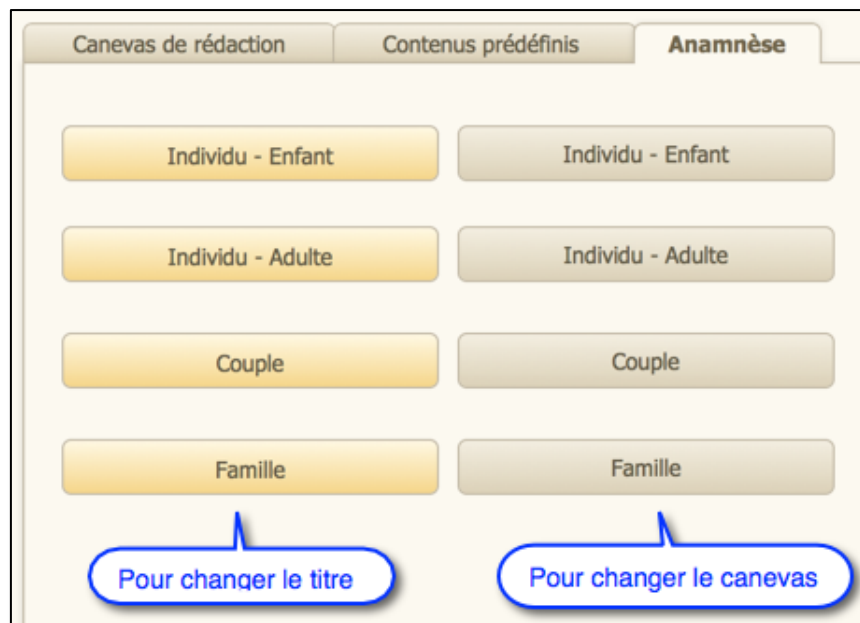 Canevas de rédaction Contenus prédéfinis Anamnèse
Individu - Enfant Individu - Enfant
Individu - Adulte Individu - Adulte
Couple Couple
Famille Famille
Pour changer le titre Pour changer le canevas